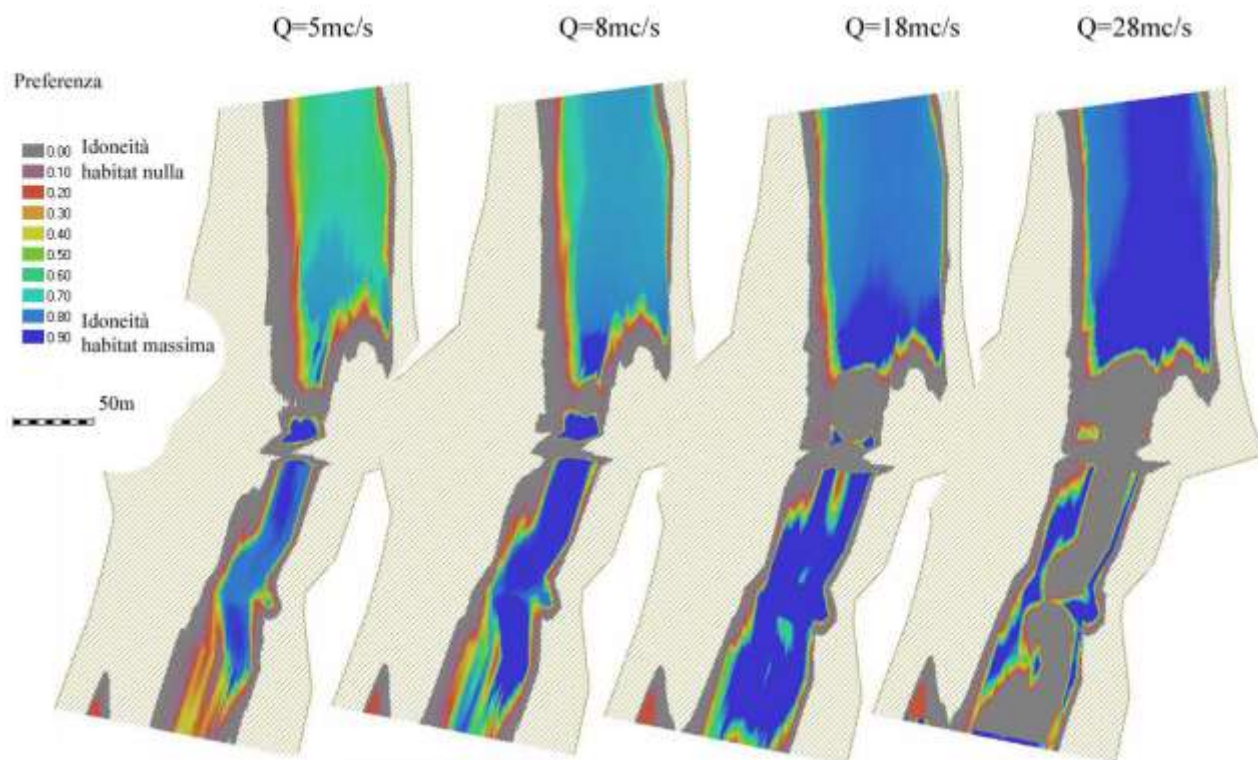 Q=5mc/s
Q=8mc/s
Q=18mc/s
Q=28mc/s
Preferenza
0.00
0.10
0.20
0.30
0.40
0.50
0.60
0.70
0.80
0.90
Idoneità
habitat nulla
Idoneità
habitat massima
50m